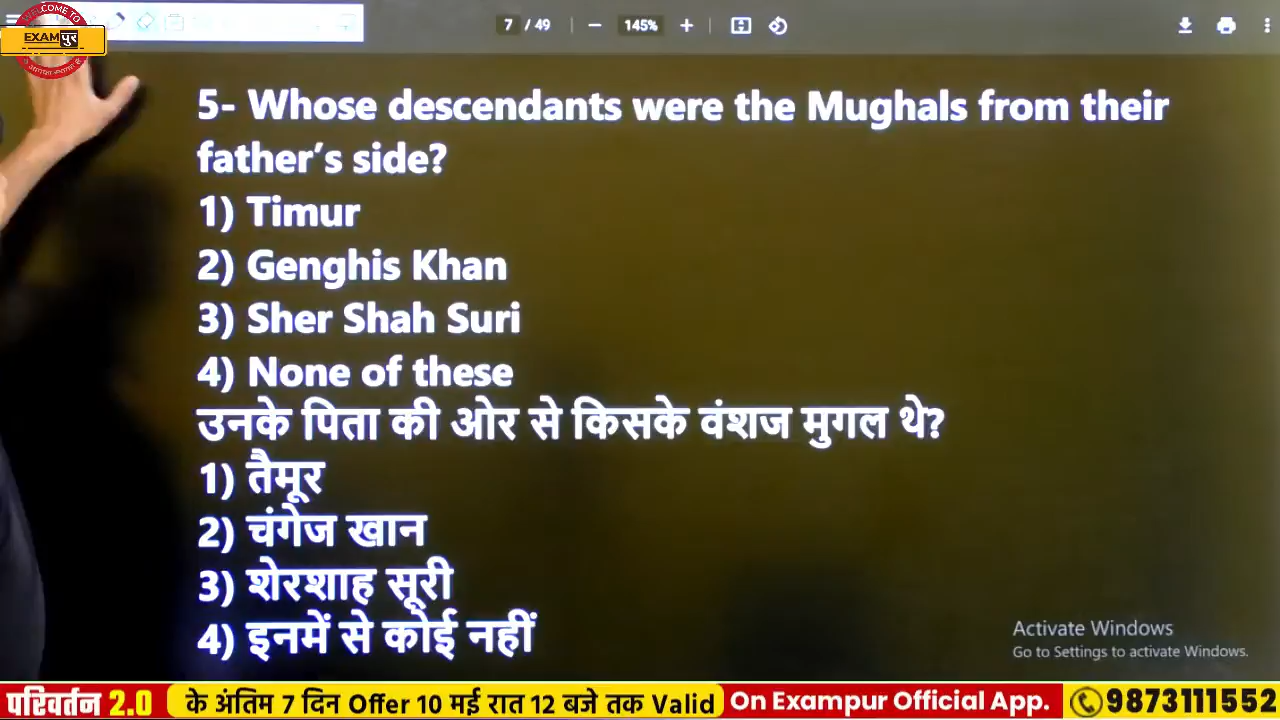 WELCOME TO
EXAMपुर
7 / 49
145%
5- Whose descendants were the Mughals from their
father's side?
1) Timur
2) Genghis Khan
3) Sher Shah Suri
4) None of these
उनके पिता की ओर से किसके वंशज मुगल थे?
1) तैमूर
2) चंगेज खान
3) शेरशाह सूरी
4) इनमें से कोई नहीं
Activate Windows
Go to Settings to activate Windows.
परिवर्तन 2.0 के अंतिम 7 दिन Offer 10 मई रात 12 बजे तक Valid On Exampur Official App. 9873111552